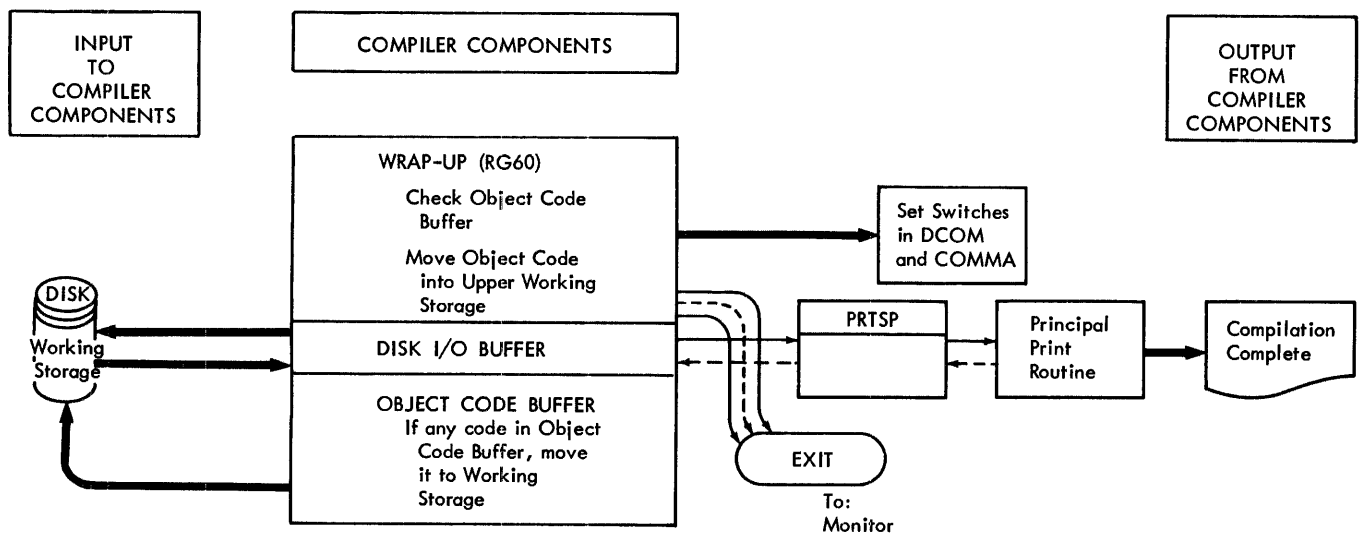 INPUT
TO
COMPILER
COMPONENTS
COMPILER COMPONENTS
OUTPUT
FROM
COMPILER
COMPONENTS
WRAP-UP (RG60)
Check Object Code
Buffer
Move Object Code
into Upper Working
Storage
Set Switches
in DCOM
and COMMA
DISK
Working
Storage
DISK I/O BUFFER
PRTSP
Principal
Print
Routine
Compilation
Complete
OBJECT CODE BUFFER
If any code in Object
Code Buffer, move
it to Working
Storage
EXIT
To:
Monitor